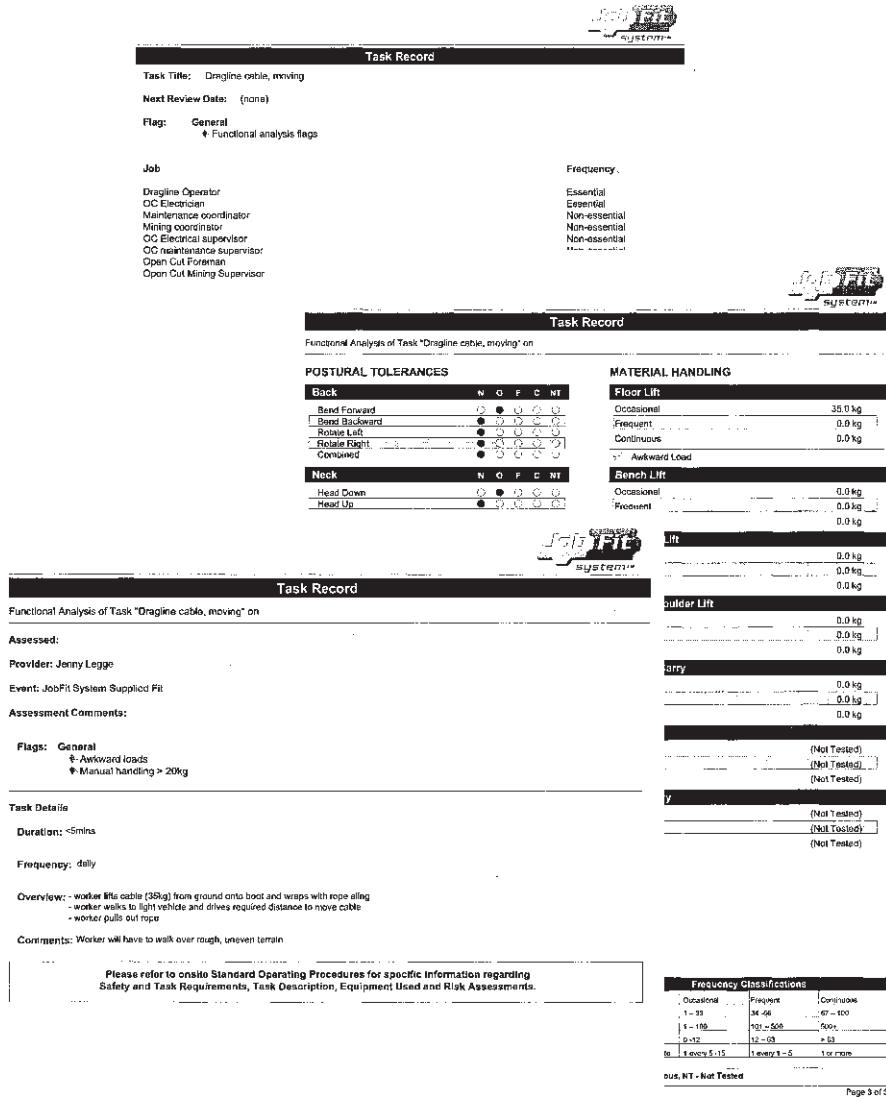 JobFit
system™
Task Record
Task Title: Dragline cable, moving
Next Review Date: (none)
Flag: General
Functional analysis flags
Job Frequency
Dragline Operator Essential
OC Electrician Essential
Maintenance coordinator Non-essential
Mining coordinator Non-essential
OC Electrical supervisor Non-essential
OC maintenance supervisor
Open Cut Foreman
Open Cut Mining Supervisor
JobFit
system™
Task Record
Functional Analysis of Task "Dragline cable, moving" on
POSTURAL TOLERANCES
Back N O F C NT
Bend Forward
Bend Backward
Rotate Left
Rotate Right
Combined
Neck N O F C NT
Head Down
Head Up
MATERIAL HANDLING
Floor Lift
Occasional 35.0 kg
Frequent 0.0 kg
Continuous 0.0 kg
Awkward Load
Bench Lift
Occasional 0.0 kg
Frequent 0.0 kg
0.0 kg
Lift
0.0 kg
0.0 kg
0.0 kg
oulder Lift
0.0 kg
0.0 kg
0.0 kg
arry
0.0 kg
0.0 kg
0.0 kg
(Not Tested)
(Not Tested)
(Not Tested)
y
(Not Tested)
(Not Tested)
(Not Tested)
JobFit
system™
Task Record
Functional Analysis of Task "Dragline cable, moving" on
Assessed:
Provider: Jenny Legge
Event: JobFit System Supplied Fit
Assessment Comments:
Flags: General
Awkward loads
Manual handling > 20kg
Task Details
Duration: <5mins
Frequency: daily
Overview: - worker lifts cable (35kg) from ground onto boot and wraps with rope sling
- worker walks to light vehicle and drives required distance to move cable
- worker pulls out rope
Comments: Worker will have to walk over rough, uneven terrain
Please refer to onsite Standard Operating Procedures for specific information regarding
Safety and Task Requirements, Task Description, Equipment Used and Risk Assessments.
Frequency Classifications
Occasional Frequent Continuous
1 – 33 34 -66 67 – 100
101 – 500 500+
12 – 63 > 63
1 every 5 -15 1 every 1 – 5 1 or more
ous, NT - Not Tested
Page 3 of 3